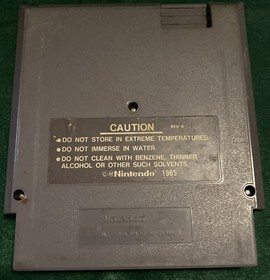 CAUTION REV-A
● DO NOT STORE IN EXTREME TEMPERATURES.
● DO NOT IMMERSE IN WATER.
● DO NOT CLEAN WITH BENZENE, THINNER,
ALCOHOL OR OTHER SUCH SOLVENTS.
©®Nintendo® 1985